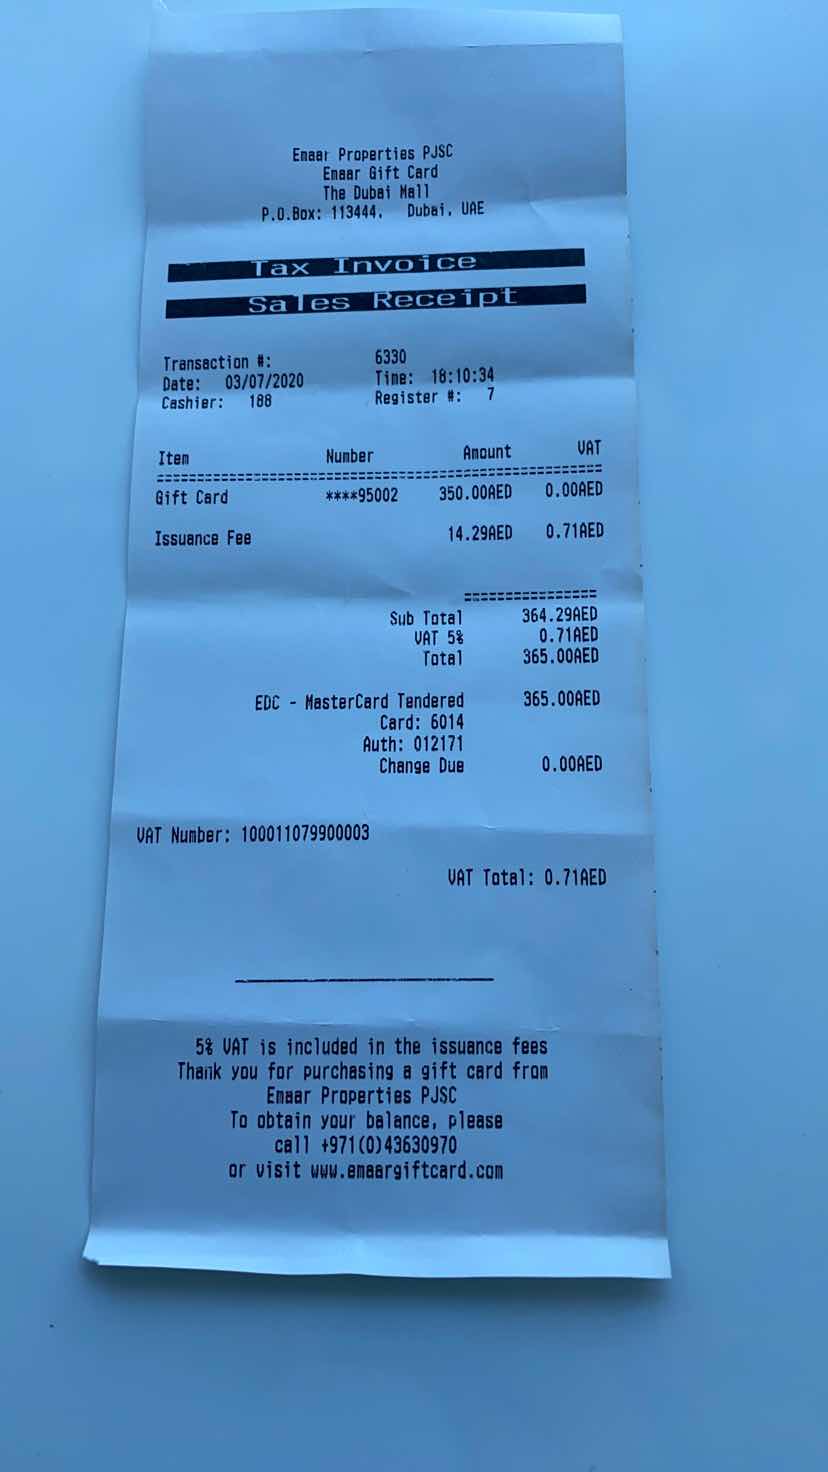 Emaar Properties PJSC
Emaar Gift Card
The Dubai Mall
P.O.Box: 113444, Dubai, UAE
Tax Invoice
Sales Receipt
Transaction #: 6330
Date: 03/07/2020 Time: 18:10:34
Cashier: 188 Register #: 7
Item Number Amount VAT
====================================================
Gift Card ****95002 350.00AED 0.00AED
Issuance Fee 14.29AED 0.71AED
================
Sub Total 364.29AED
VAT 5% 0.71AED
Total 365.00AED
EDC - MasterCard Tendered 365.00AED
Card: 6014
Auth: 012171
Change Due 0.00AED
VAT Number: 100011079900003
VAT Total: 0.71AED
5% VAT is included in the issuance fees
Thank you for purchasing a gift card from
Emaar Properties PJSC
To obtain your balance, please
call +971(0)43630970
or visit www.emaargiftcard.com